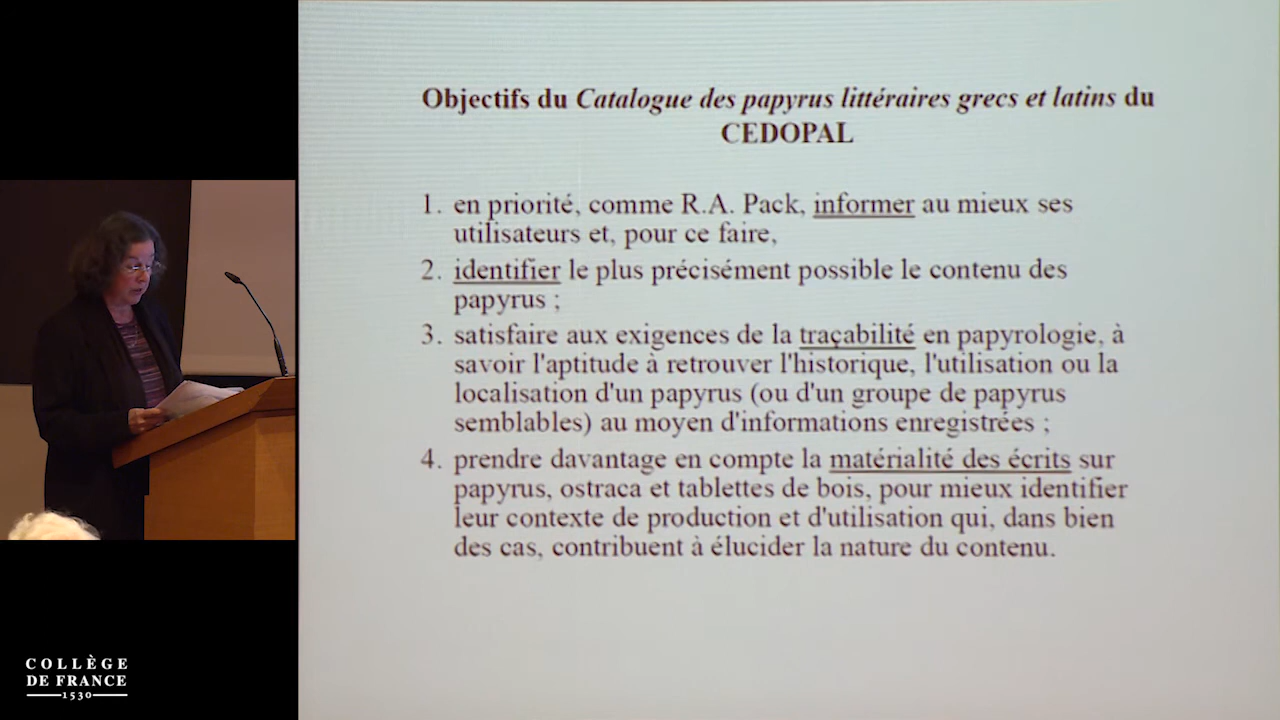 Objectifs du Catalogue des papyrus littéraires grecs et latins du
CEDOPAL
1. en priorité, comme R.A. Pack, informer au mieux ses
utilisateurs et, pour ce faire,
2. identifier le plus précisément possible le contenu des
papyrus ;
3. satisfaire aux exigences de la traçabilité en papyrologie, à
savoir l'aptitude à retrouver l'historique, l'utilisation ou la
localisation d'un papyrus (ou d'un groupe de papyrus
semblables) au moyen d'informations enregistrées ;
4. prendre davantage en compte la matérialité des écrits sur
papyrus, ostraca et tablettes de bois, pour mieux identifier
leur contexte de production et d'utilisation qui, dans bien
des cas, contribuent à élucider la nature du contenu.
COLLÈGE
DE FRANCE
1530